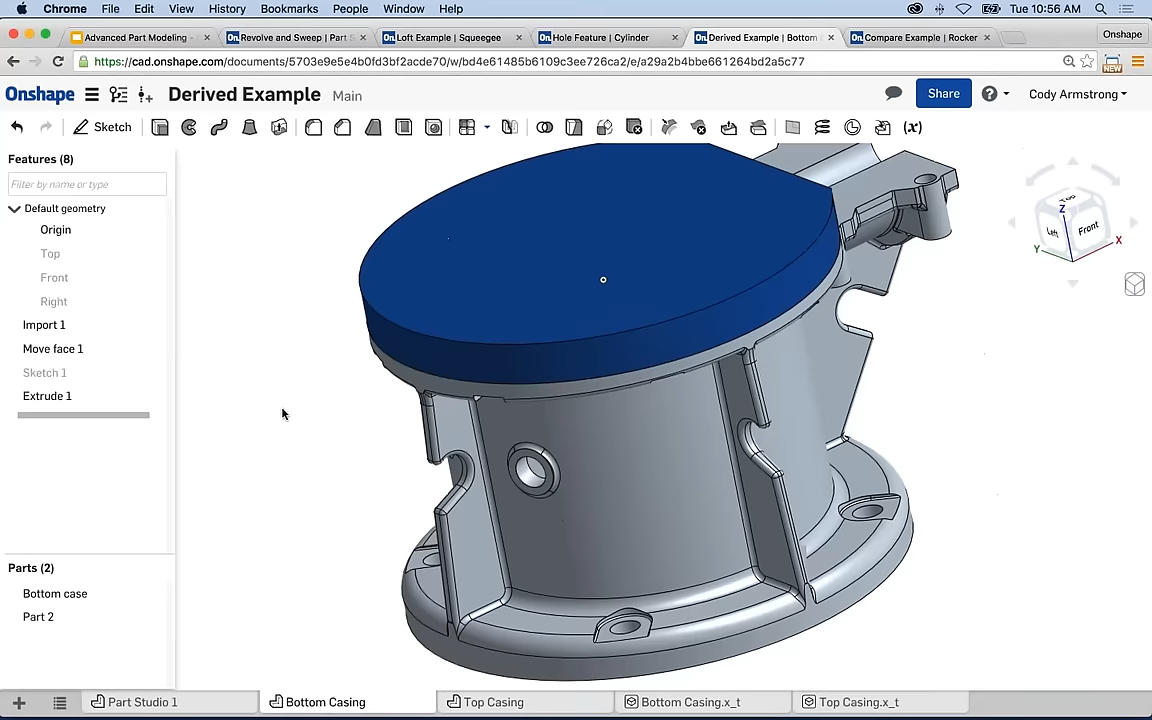 Chrome File Edit View History Bookmarks People Window Help Tue 10:56 AM
Advanced Part Modeling - Revolve and Sweep | Part S Loft Example | Squeegee Hole Feature | Cylinder Derived Example | Bottom Compare Example | Rocker Onshape
https://cad.onshape.com/documents/5703e9e5e4b0fd3bf2acde70/w/bd4e61485b6109c3ee726ca2/e/a29a2b4bbe661264bd2a5c77 NEW
Onshape Derived Example Main Share Cody Armstrong
Sketch (x)
Features (8)
Filter by name or type
Default geometry
Origin
Top
Front
Right
Import 1
Move face 1
Sketch 1
Extrude 1
Top
Z
Left Front
Y X
Parts (2)
Bottom case
Part 2
Part Studio 1 Bottom Casing Top Casing Bottom Casing.x_t Top Casing.x_t